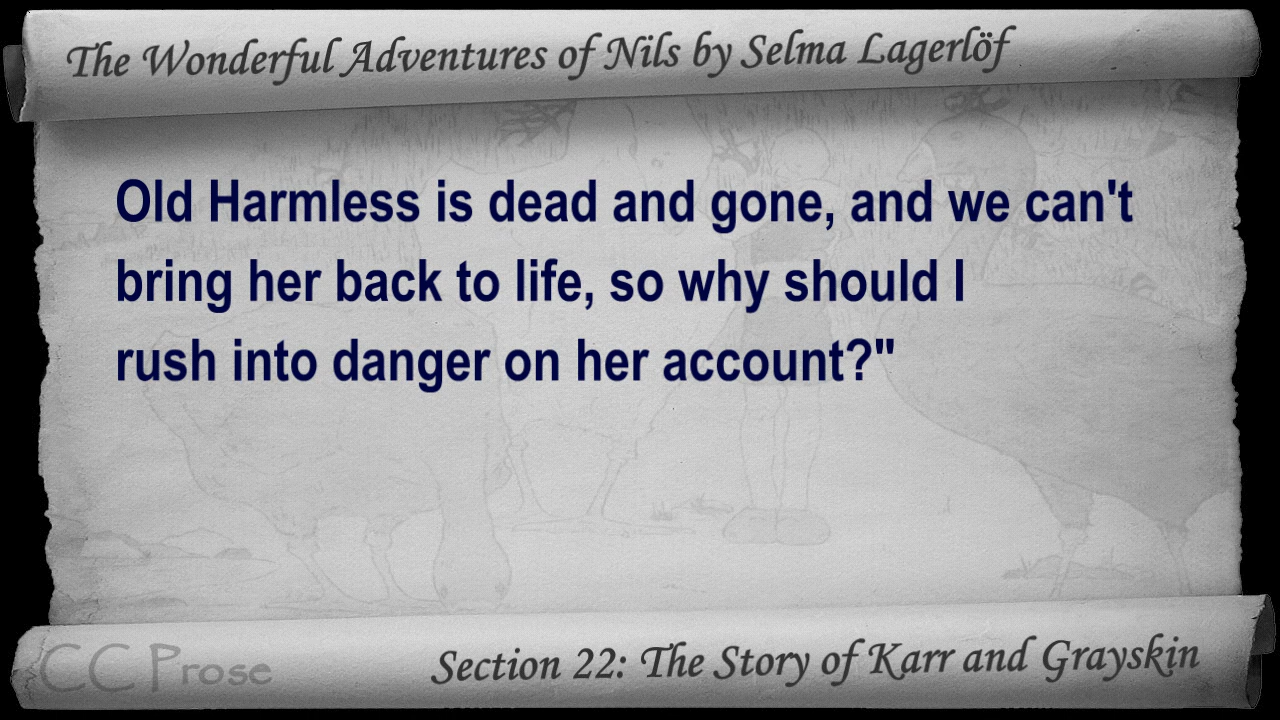 The Wonderful Adventures of Nils by Selma Lagerlöf
Old Harmless is dead and gone, and we can't
bring her back to life, so why should I
rush into danger on her account?"
CC Prose
Section 22: The Story of Karr and Grayskin